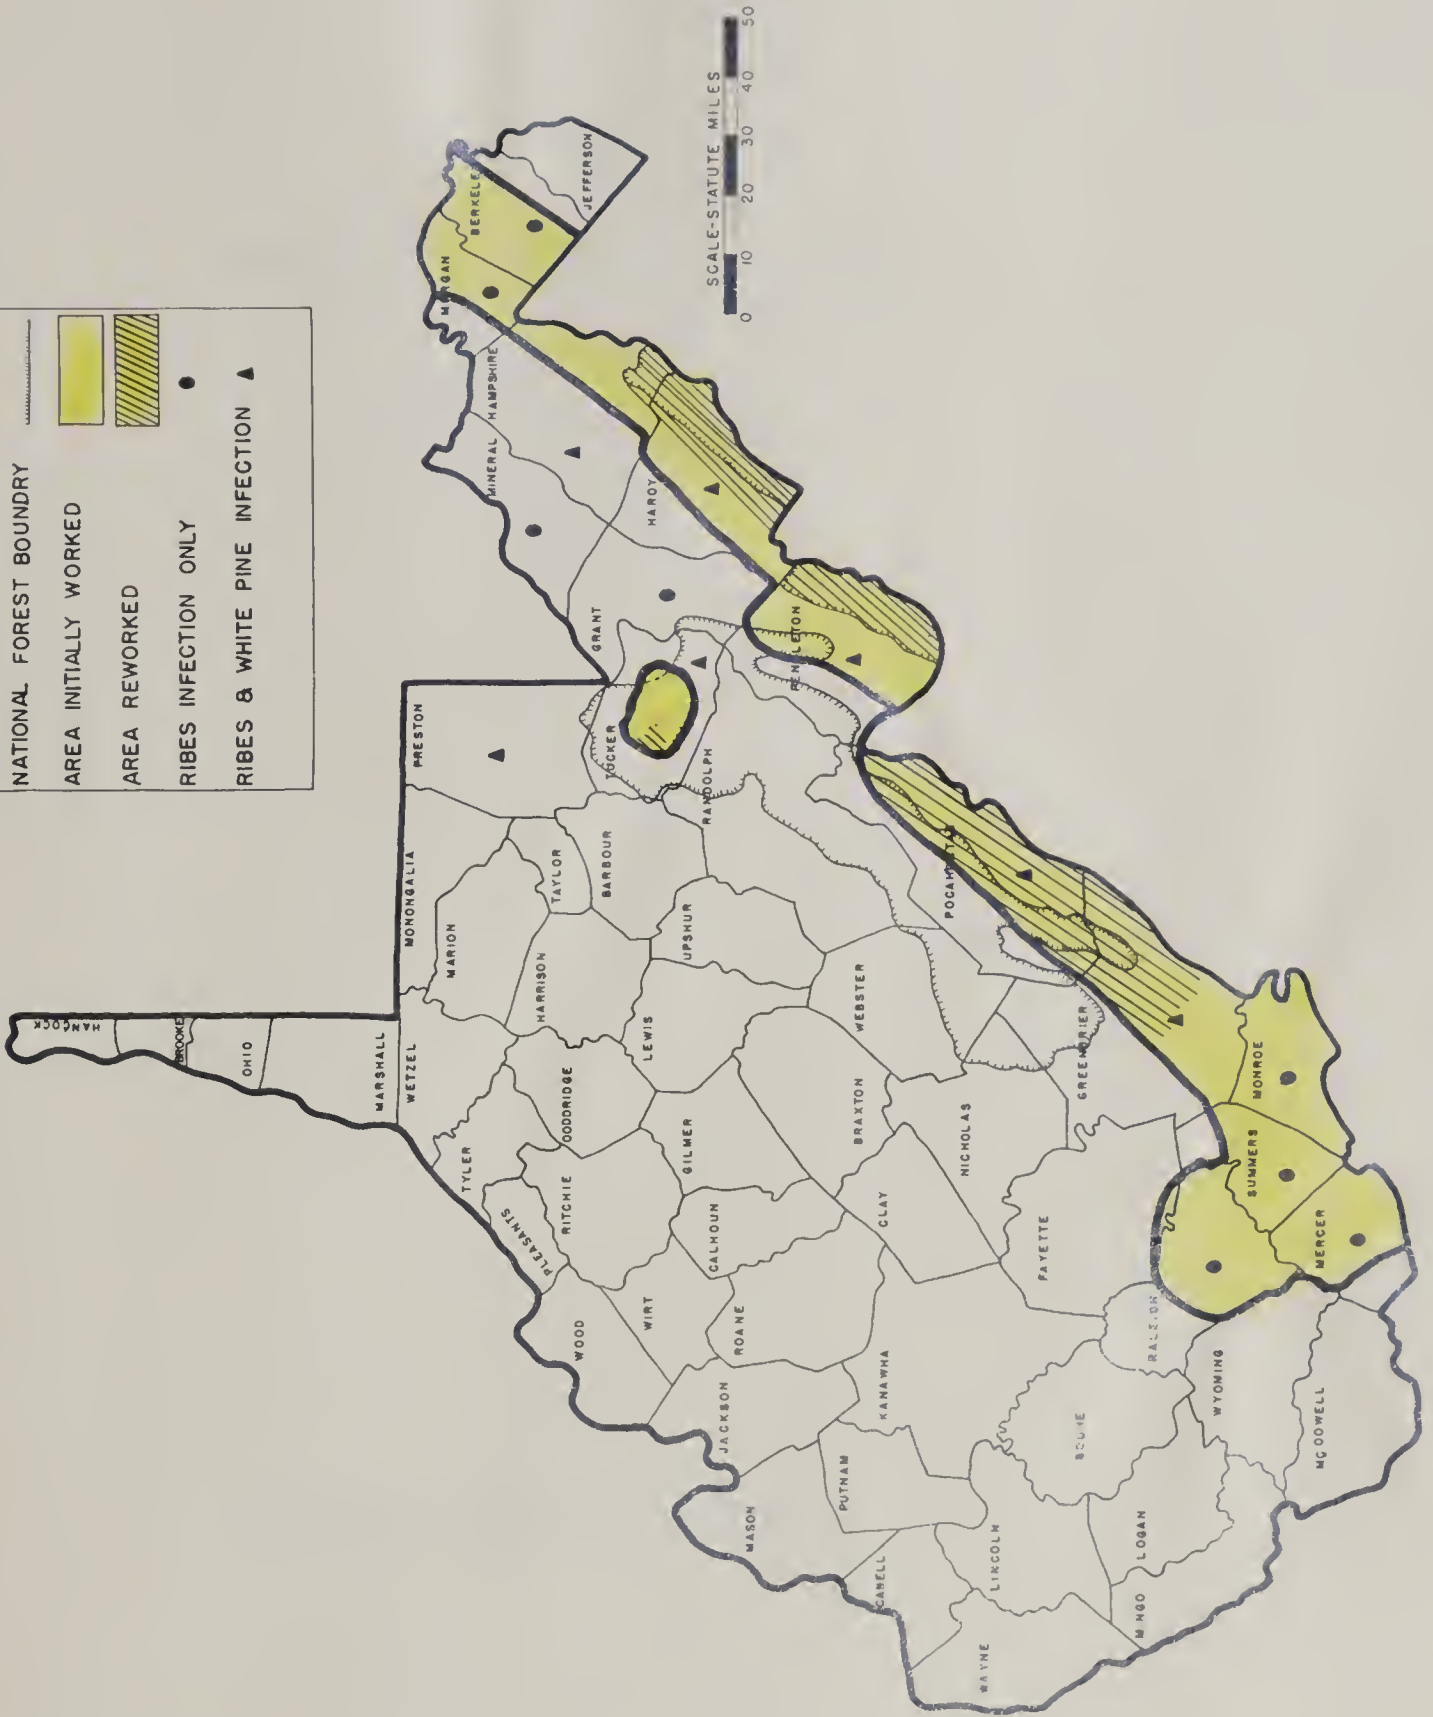 NATIONAL FOREST BOUNDRY
AREA INITIALLY WORKED
AREA REWORKED
RIBES INFECTION ONLY
RIBES & WHITE PINE INFECTION
HANCOCK
BROOKE
OHIO
MARSHALL
WETZEL
MONONGALIA
MARION
PRESTON
TAYLOR
HARRISON
BARBOUR
TYLER
PLEASANTS
DODDRIDGE
RITCHIE
WOOD
WIRT
LEWIS
GILMER
CALHOUN
UPSHUR
TUCKER
RANDOLPH
GRANT
MINERAL
HAMPSHIRE
MORGAN
BERKELEY
JEFFERSON
HARDY
PENDLETON
POCAHONTAS
WEBSTER
BRAXTON
NICHOLAS
CLAY
ROANE
JACKSON
KANAWHA
MASON
PUTNAM
CABELL
WAYNE
LINCOLN
BOONE
LOGAN
MINGO
FAYETTE
RALEIGH
WYOMING
MCDOWELL
GREENBRIER
MONROE
SUMMERS
MERCER
SCALE-STATUTE MILES
0 10 20 30 40 50